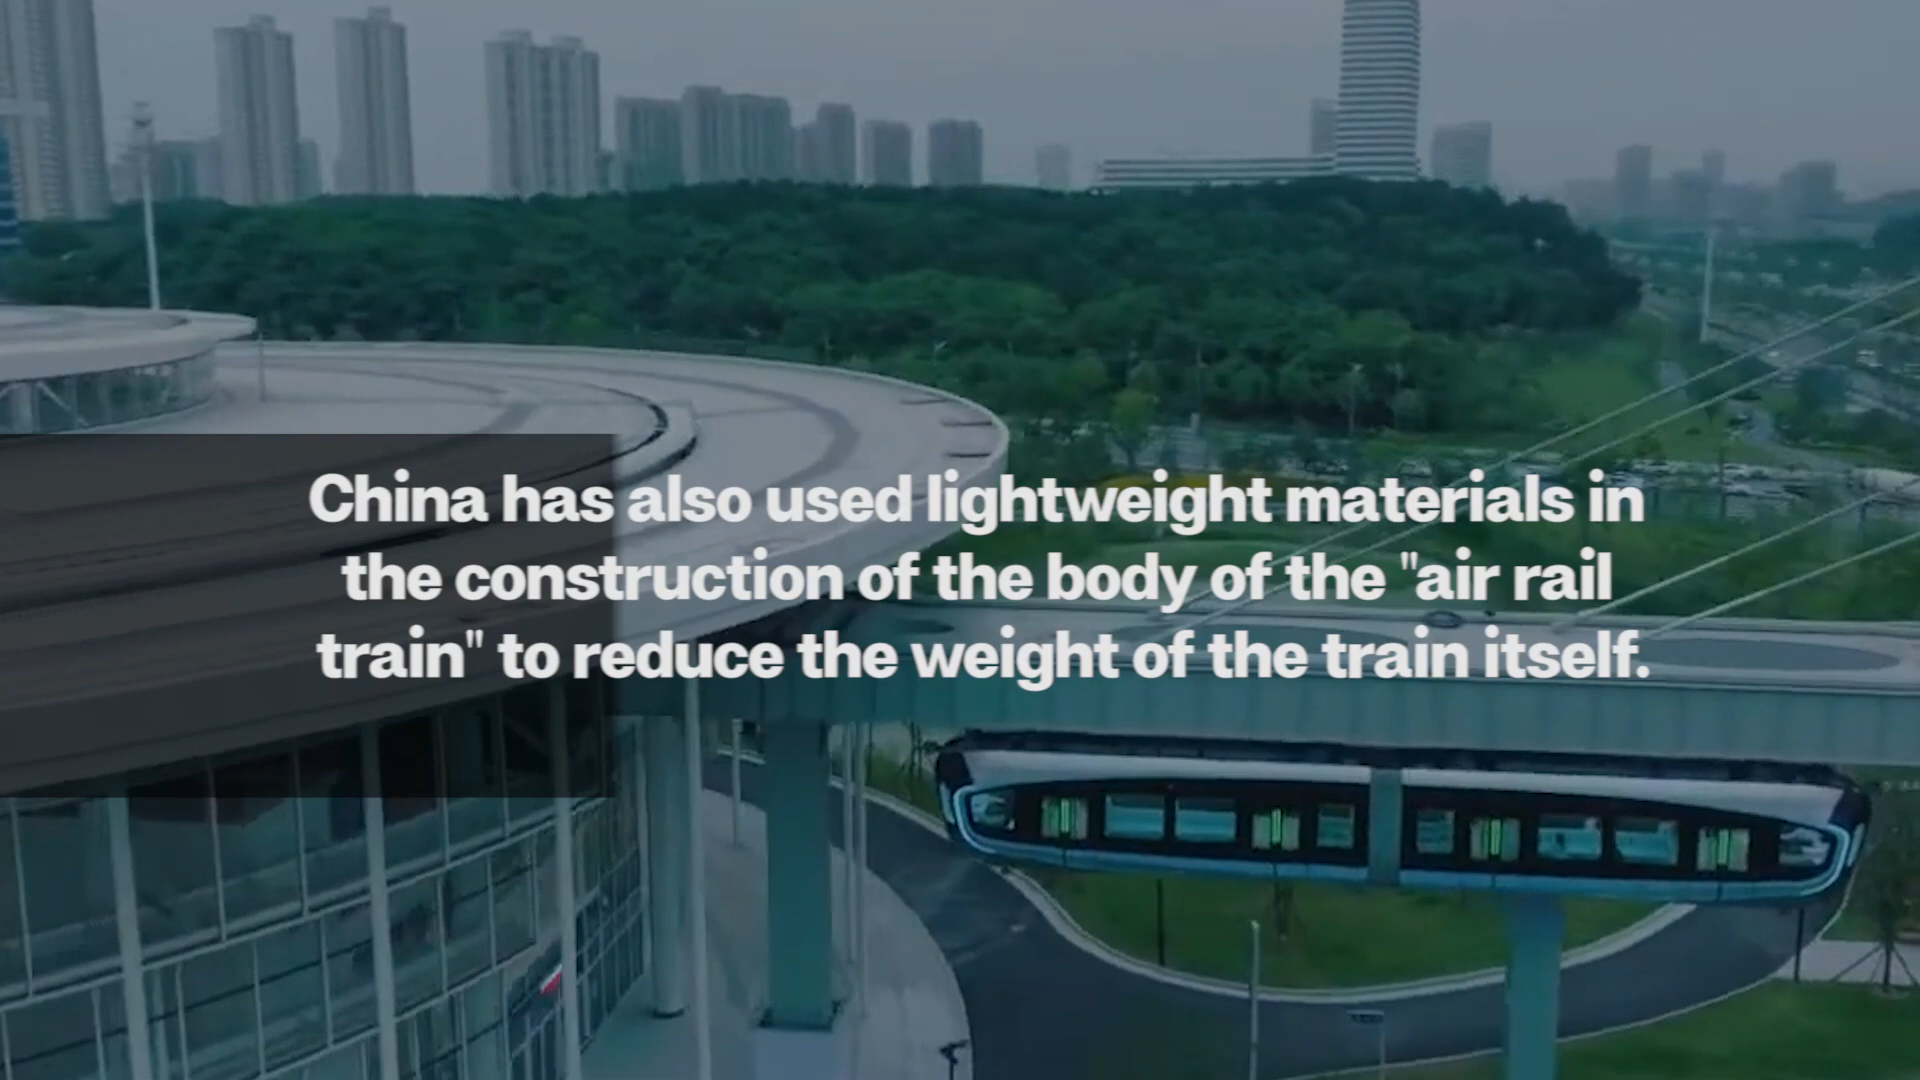 China has also used lightweight materials in
the construction of the body of the "air rail
train" to reduce the weight of the train itself.